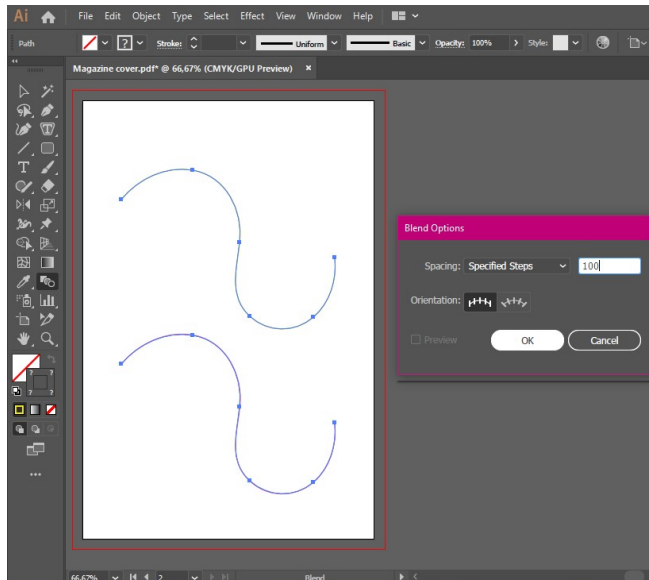 Ai File Edit Object Type Select Effect View Window Help
Path ? Stroke: Uniform Basic Opacity: 100% Style:
Magazine cover.pdf* @ 66,67% (CMYK/GPU Preview) ×
Blend Options
Spacing: Specified Steps 100
Orientation:
Preview OK Cancel
? ?
? ?
66,67% 2 Blend